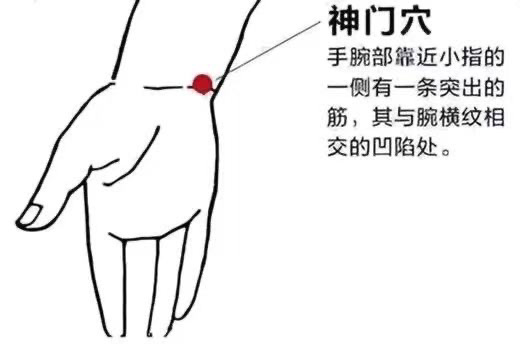 神门穴
手腕部靠近小指的
一侧有一条突出的
筋，其与腕横纹相
交的凹陷处。